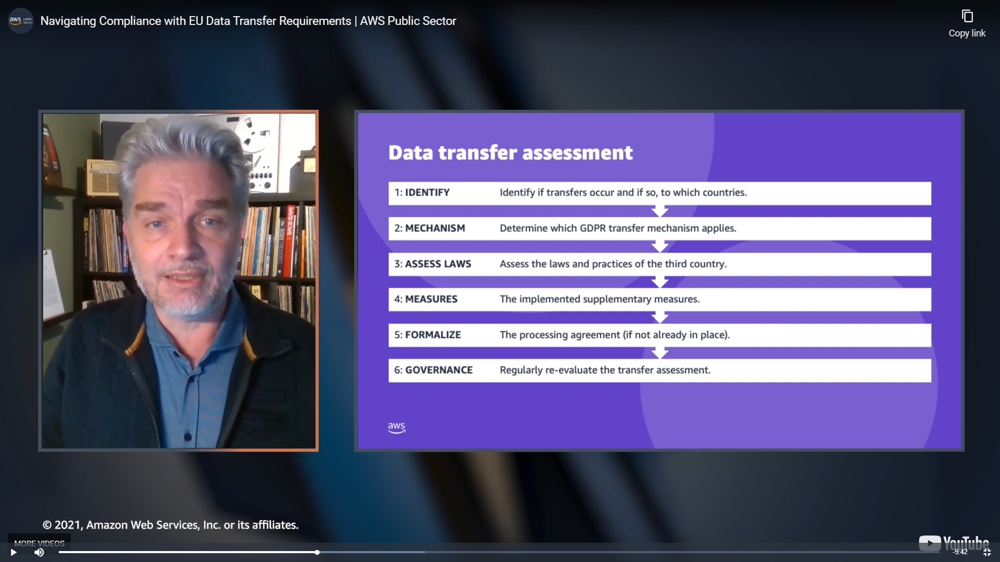 aws public sector
Navigating Compliance with EU Data Transfer Requirements | AWS Public Sector
Copy link
ABBA
DAVID BOWIE
Data transfer assessment
1: IDENTIFY Identify if transfers occur and if so, to which countries.
2: MECHANISM Determine which GDPR transfer mechanism applies.
3: ASSESS LAWS Assess the laws and practices of the third country.
4: MEASURES The implemented supplementary measures.
5: FORMALIZE The processing agreement (if not already in place).
6: GOVERNANCE Regularly re-evaluate the transfer assessment.
aws
© 2021, Amazon Web Services, Inc. or its affiliates.
MORE VIDEOS
YouTube
-9:42